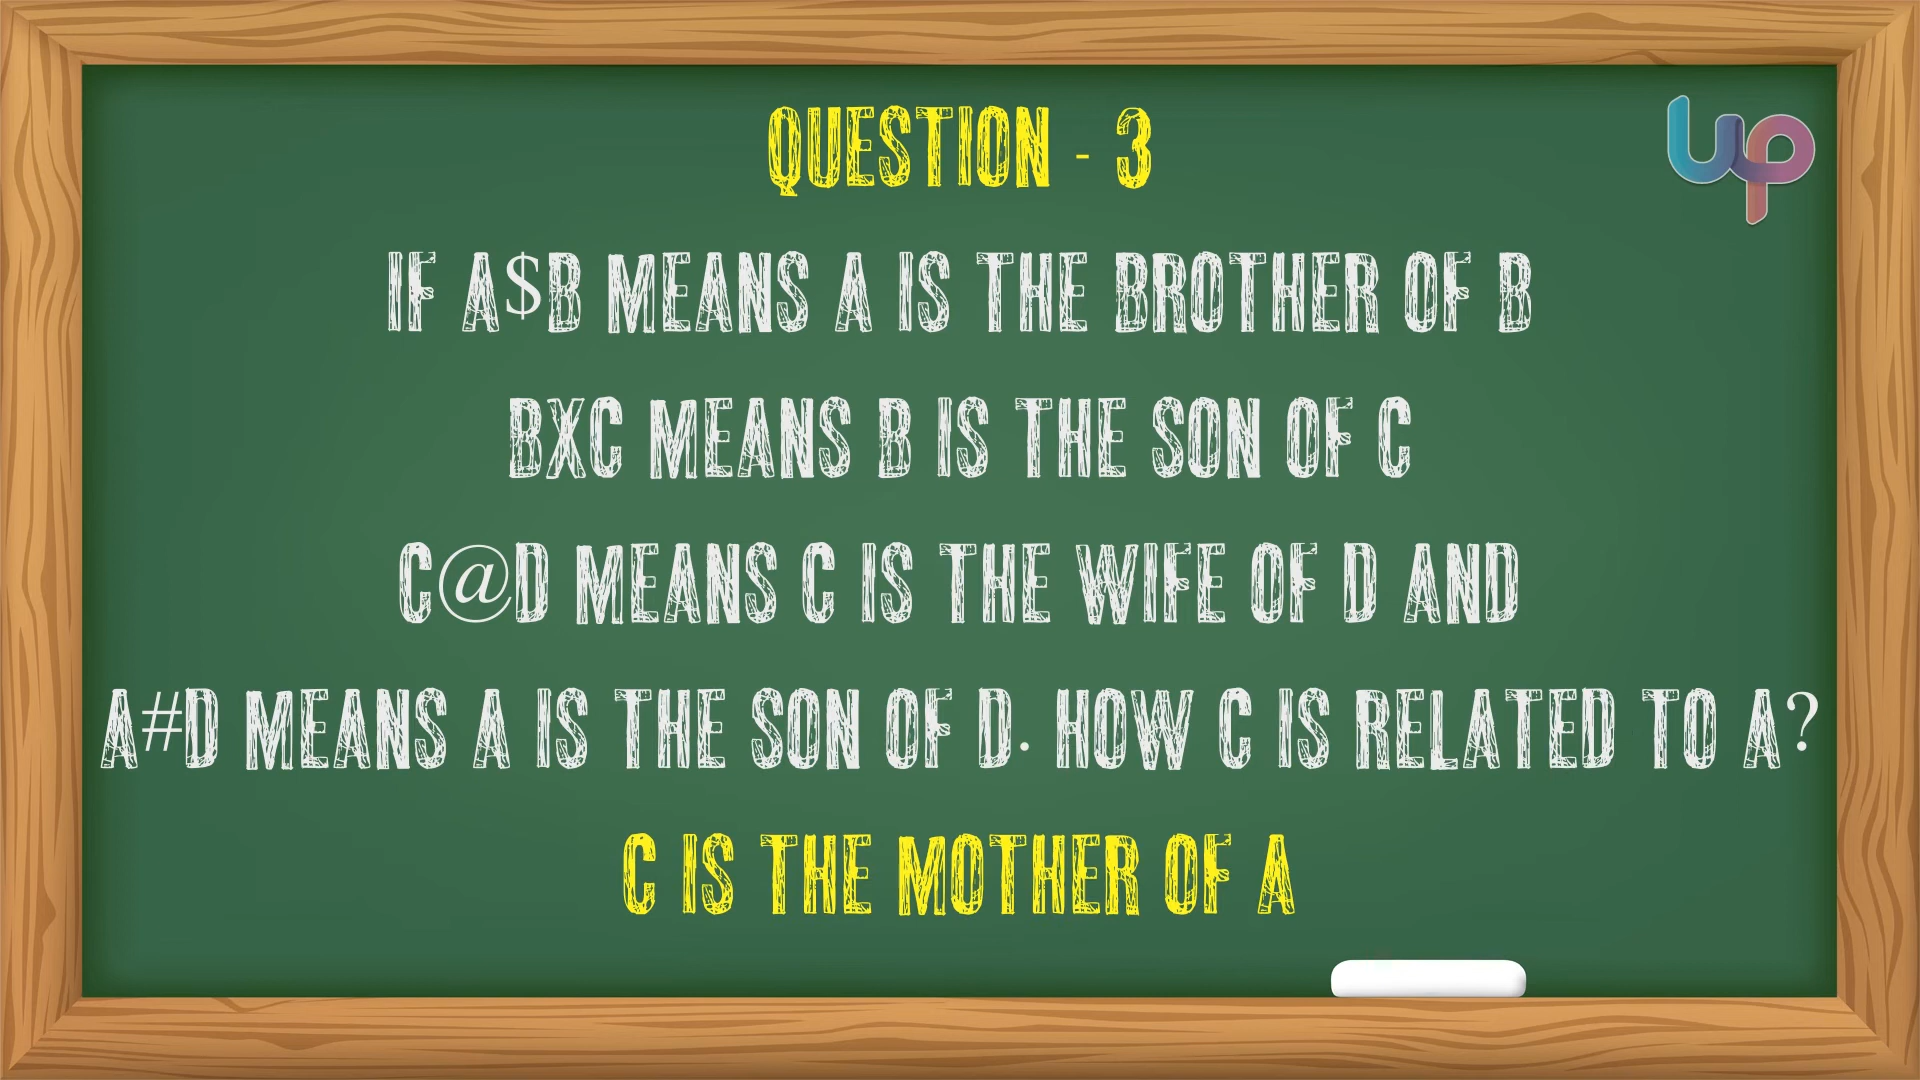 UP
QUESTION - 3
IF A$B MEANS A IS THE BROTHER OF B
BXC MEANS B IS THE SON OF C
C@D MEANS C IS THE WIFE OF D AND
A#D MEANS A IS THE SON OF D. HOW C IS RELATED TO A?
C IS THE MOTHER OF A